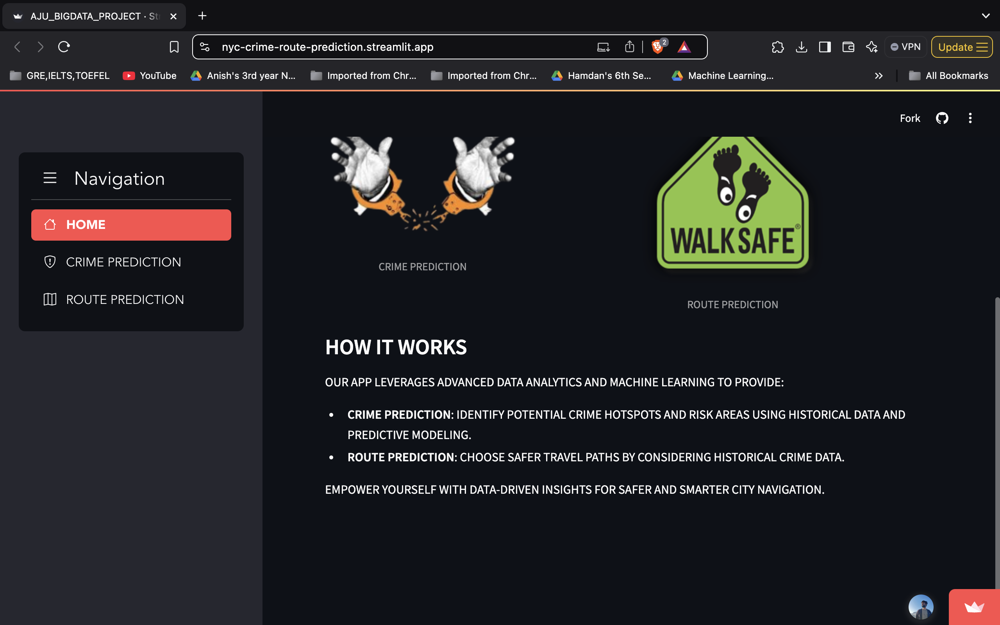 AJU_BIGDATA_PROJECT · St
nyc-crime-route-prediction.streamlit.app
2
VPN
Update
GRE,IELTS,TOEFEL
YouTube
Anish's 3rd year N...
Imported from Chr...
Imported from Chr...
Hamdan's 6th Se...
Machine Learning...
All Bookmarks
Fork
Navigation
HOME
CRIME PREDICTION
ROUTE PREDICTION
WALK SAFE®
CRIME PREDICTION
ROUTE PREDICTION
HOW IT WORKS
OUR APP LEVERAGES ADVANCED DATA ANALYTICS AND MACHINE LEARNING TO PROVIDE:
• CRIME PREDICTION: IDENTIFY POTENTIAL CRIME HOTSPOTS AND RISK AREAS USING HISTORICAL DATA AND
PREDICTIVE MODELING.
• ROUTE PREDICTION: CHOOSE SAFER TRAVEL PATHS BY CONSIDERING HISTORICAL CRIME DATA.
EMPOWER YOURSELF WITH DATA-DRIVEN INSIGHTS FOR SAFER AND SMARTER CITY NAVIGATION.